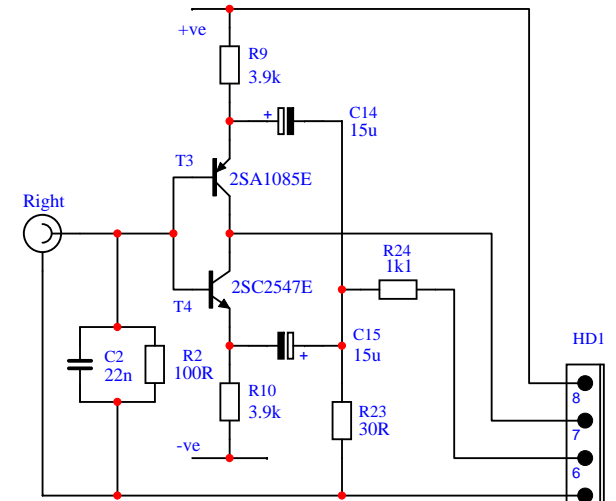 +ve
R9
3.9k
+
C14
15u
T3
2SA1085E
Right
R24
1k1
2SC2547E
T4
HD1
C2
22n
R2
100R
+
C15
15u
R10
3.9k
R23
30R
8
7
-ve
6